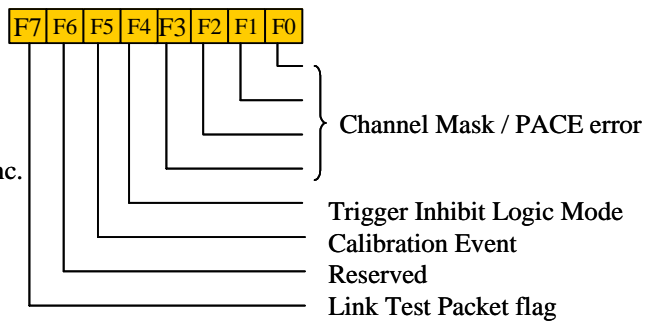 F7 F6 F5 F4 F3 F2 F1 F0
Channel Mask / PACE error
nc.
Trigger Inhibit Logic Mode
Calibration Event
Reserved
Link Test Packet flag